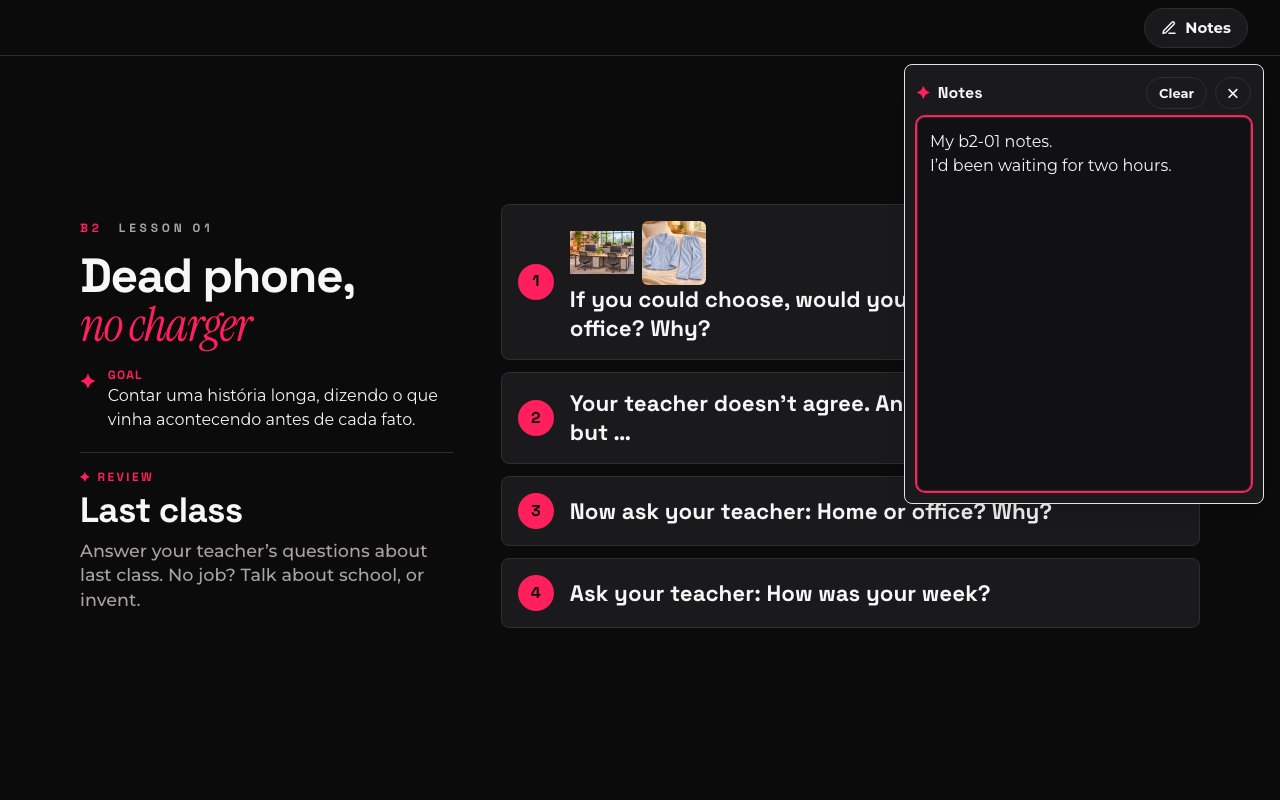 Notes
Notes
Clear
My b2-01 notes.
I'd been waiting for two hours.
B2 LESSON 01
Dead phone,
no charger
GOAL
Contar uma história longa, dizendo o que
vinha acontecendo antes de cada fato.
REVIEW
Last class
Answer your teacher's questions about
last class. No job? Talk about school, or
invent.
1
If you could choose, would you
office? Why?
2
Your teacher doesn't agree. An
but ...
3
Now ask your teacher: Home or office? Why?
4
Ask your teacher: How was your week?